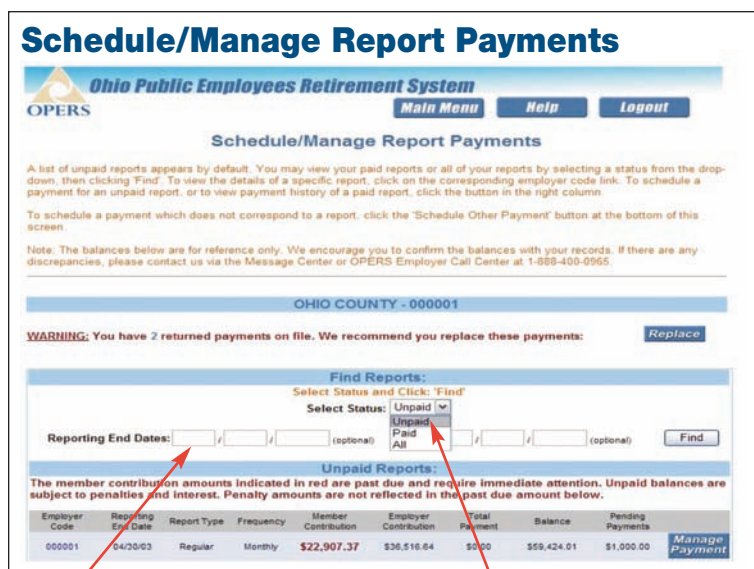 Schedule/Manage Report Payments
Ohio Public Employees Retirement System
OPERS
Main Menu Help Logout
Schedule/Manage Report Payments
A list of unpaid reports appears by default. You may view your paid reports or all of your reports by selecting a status from the drop-
down, then clicking 'Find'. To view the details of a specific report, click on the corresponding employer code link. To schedule a
payment for an unpaid report, or to view payment history of a paid report, click the button in the right column.
To schedule a payment which does not correspond to a report, click the 'Schedule Other Payment' button at the bottom of this
screen.
Note: The balances below are for reference only. We encourage you to confirm the balances with your records. If there are any
discrepancies, please contact us via the Message Center or OPERS Employer Call Center at 1-888-400-0965.
OHIO COUNTY - 000001
WARNING: You have 2 returned payments on file. We recommend you replace these payments: Replace
Find Reports:
Select Status and Click: 'Find'
Select Status: Unpaid
Unpaid
Paid
All
Reporting End Dates: / / (optional) / / (optional) Find
Unpaid Reports:
The member contribution amounts indicated in red are past due and require immediate attention. Unpaid balances are
subject to penalties and interest. Penalty amounts are not reflected in the past due amount below.
Employer Code Reporting End Date Report Type Frequency Member Contribution Employer Contribution Total Payment Balance Pending Payments
000001 04/30/03 Regular Monthly $22,907.37 $36,516.64 $0.00 $59,424.01 $1,000.00 Manage Payment